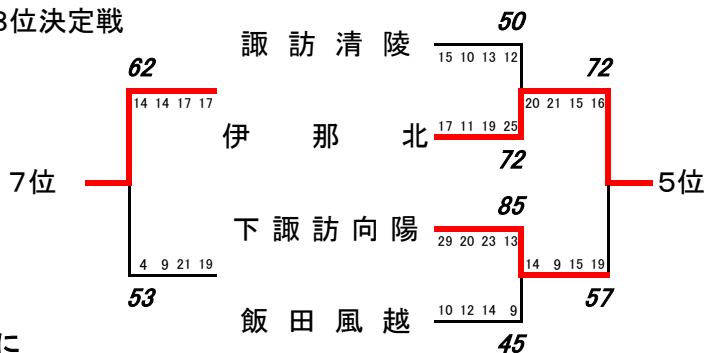 3位決定戦
50
諏訪清陵
15 10 13 12
62
72
14 14 17 17
20 21 15 16
伊那北
17 11 19 25
72
7位
5位
85
下諏訪向陽
29 20 23 13
4 9 21 19
14 9 15 19
53
57
飯田風越
10 12 14 9
45
に